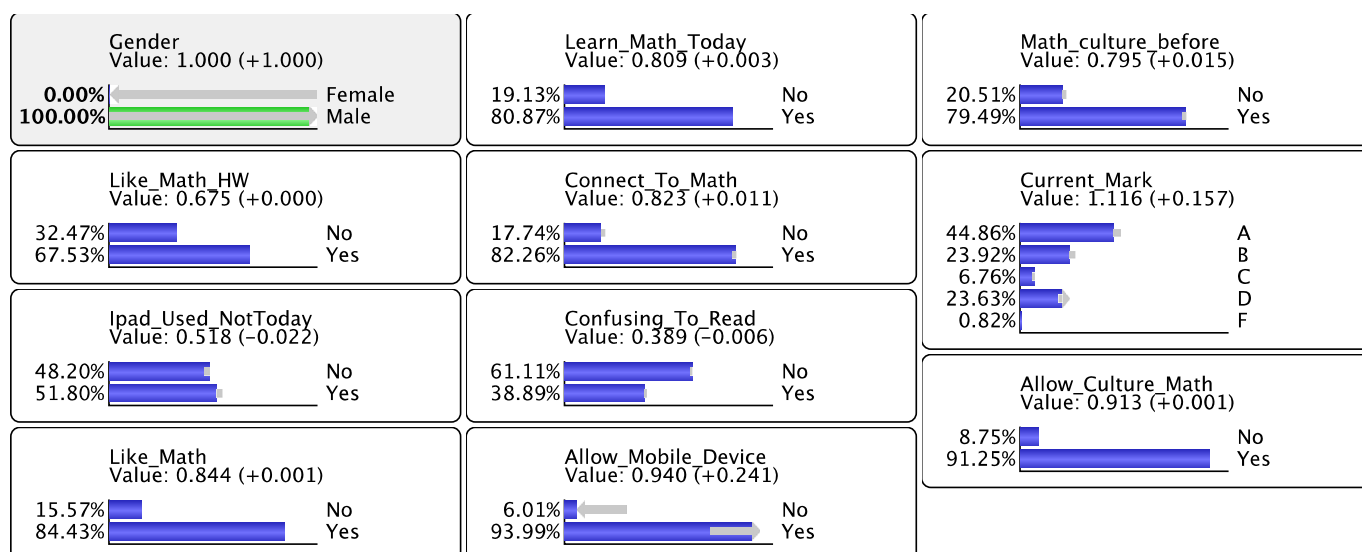 Gender
Value: 1.000 (+1.000)
0.00% Female
100.00% Male
Like_Math_HW
Value: 0.675 (+0.000)
32.47% No
67.53% Yes
Ipad_Used_NotToday
Value: 0.518 (−0.022)
48.20% No
51.80% Yes
Like_Math
Value: 0.844 (+0.001)
15.57% No
84.43% Yes
Learn_Math_Today
Value: 0.809 (+0.003)
19.13% No
80.87% Yes
Connect_To_Math
Value: 0.823 (+0.011)
17.74% No
82.26% Yes
Confusing_To_Read
Value: 0.389 (−0.006)
61.11% No
38.89% Yes
Allow_Mobile_Device
Value: 0.940 (+0.241)
6.01% No
93.99% Yes
Math_culture_before
Value: 0.795 (+0.015)
20.51% No
79.49% Yes
Current_Mark
Value: 1.116 (+0.157)
44.86% A
23.92% B
6.76% C
23.63% D
0.82% F
Allow_Culture_Math
Value: 0.913 (+0.001)
8.75% No
91.25% Yes